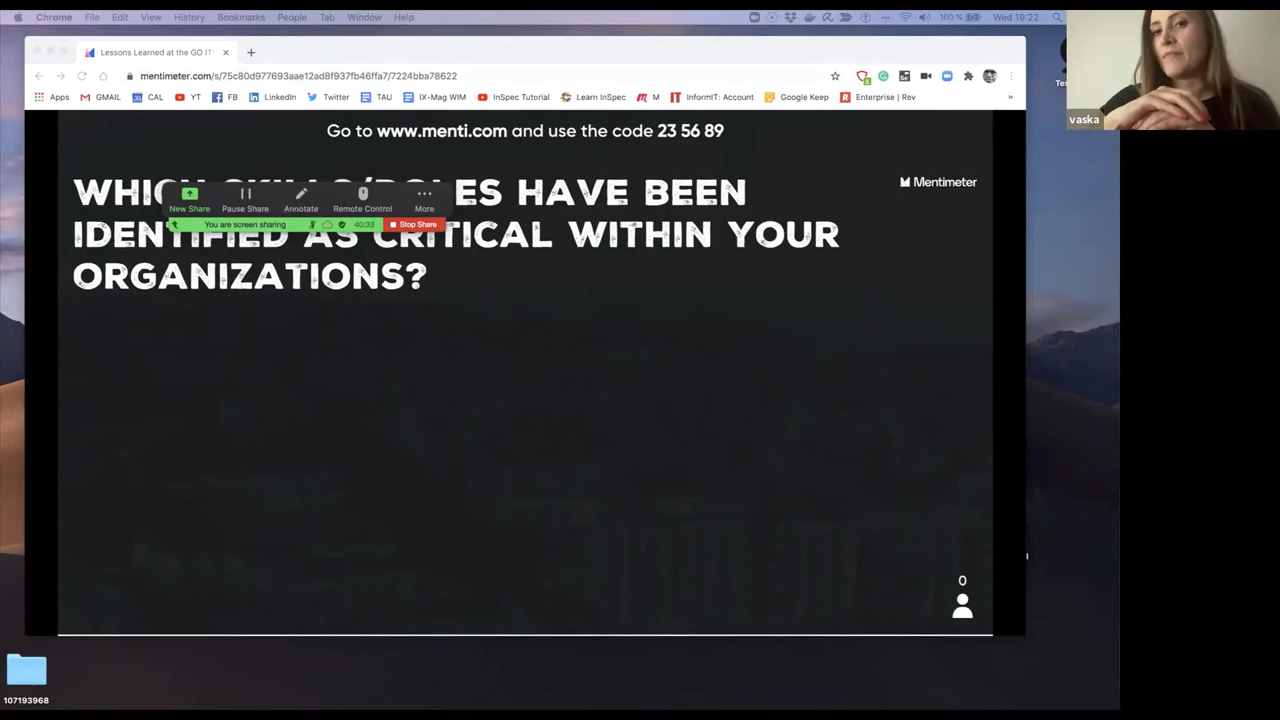 Chrome File Edit View History Bookmarks People Tab Window Help
100 % Wed 19:22
Lessons Learned at the GO IT
mentimeter.com/s/75c80d977693aae12ad8f937fb46ffa7/7224bba78622
Apps GMAIL CAL YT FB LinkedIn Twitter TAU IX-Mag WIM InSpec Tutorial Learn InSpec M InformIT: Account Google Keep Enterprise | Rev »
vaska
Go to www.menti.com and use the code 23 56 89
WHICH HAVE BEEN
Mentimeter
New Share Pause Share Annotate Remote Control More
You are screen sharing 40:33 Stop Share
IDENTIFIED AS CRITICAL WITHIN YOUR
ORGANIZATIONS?
0
107193968